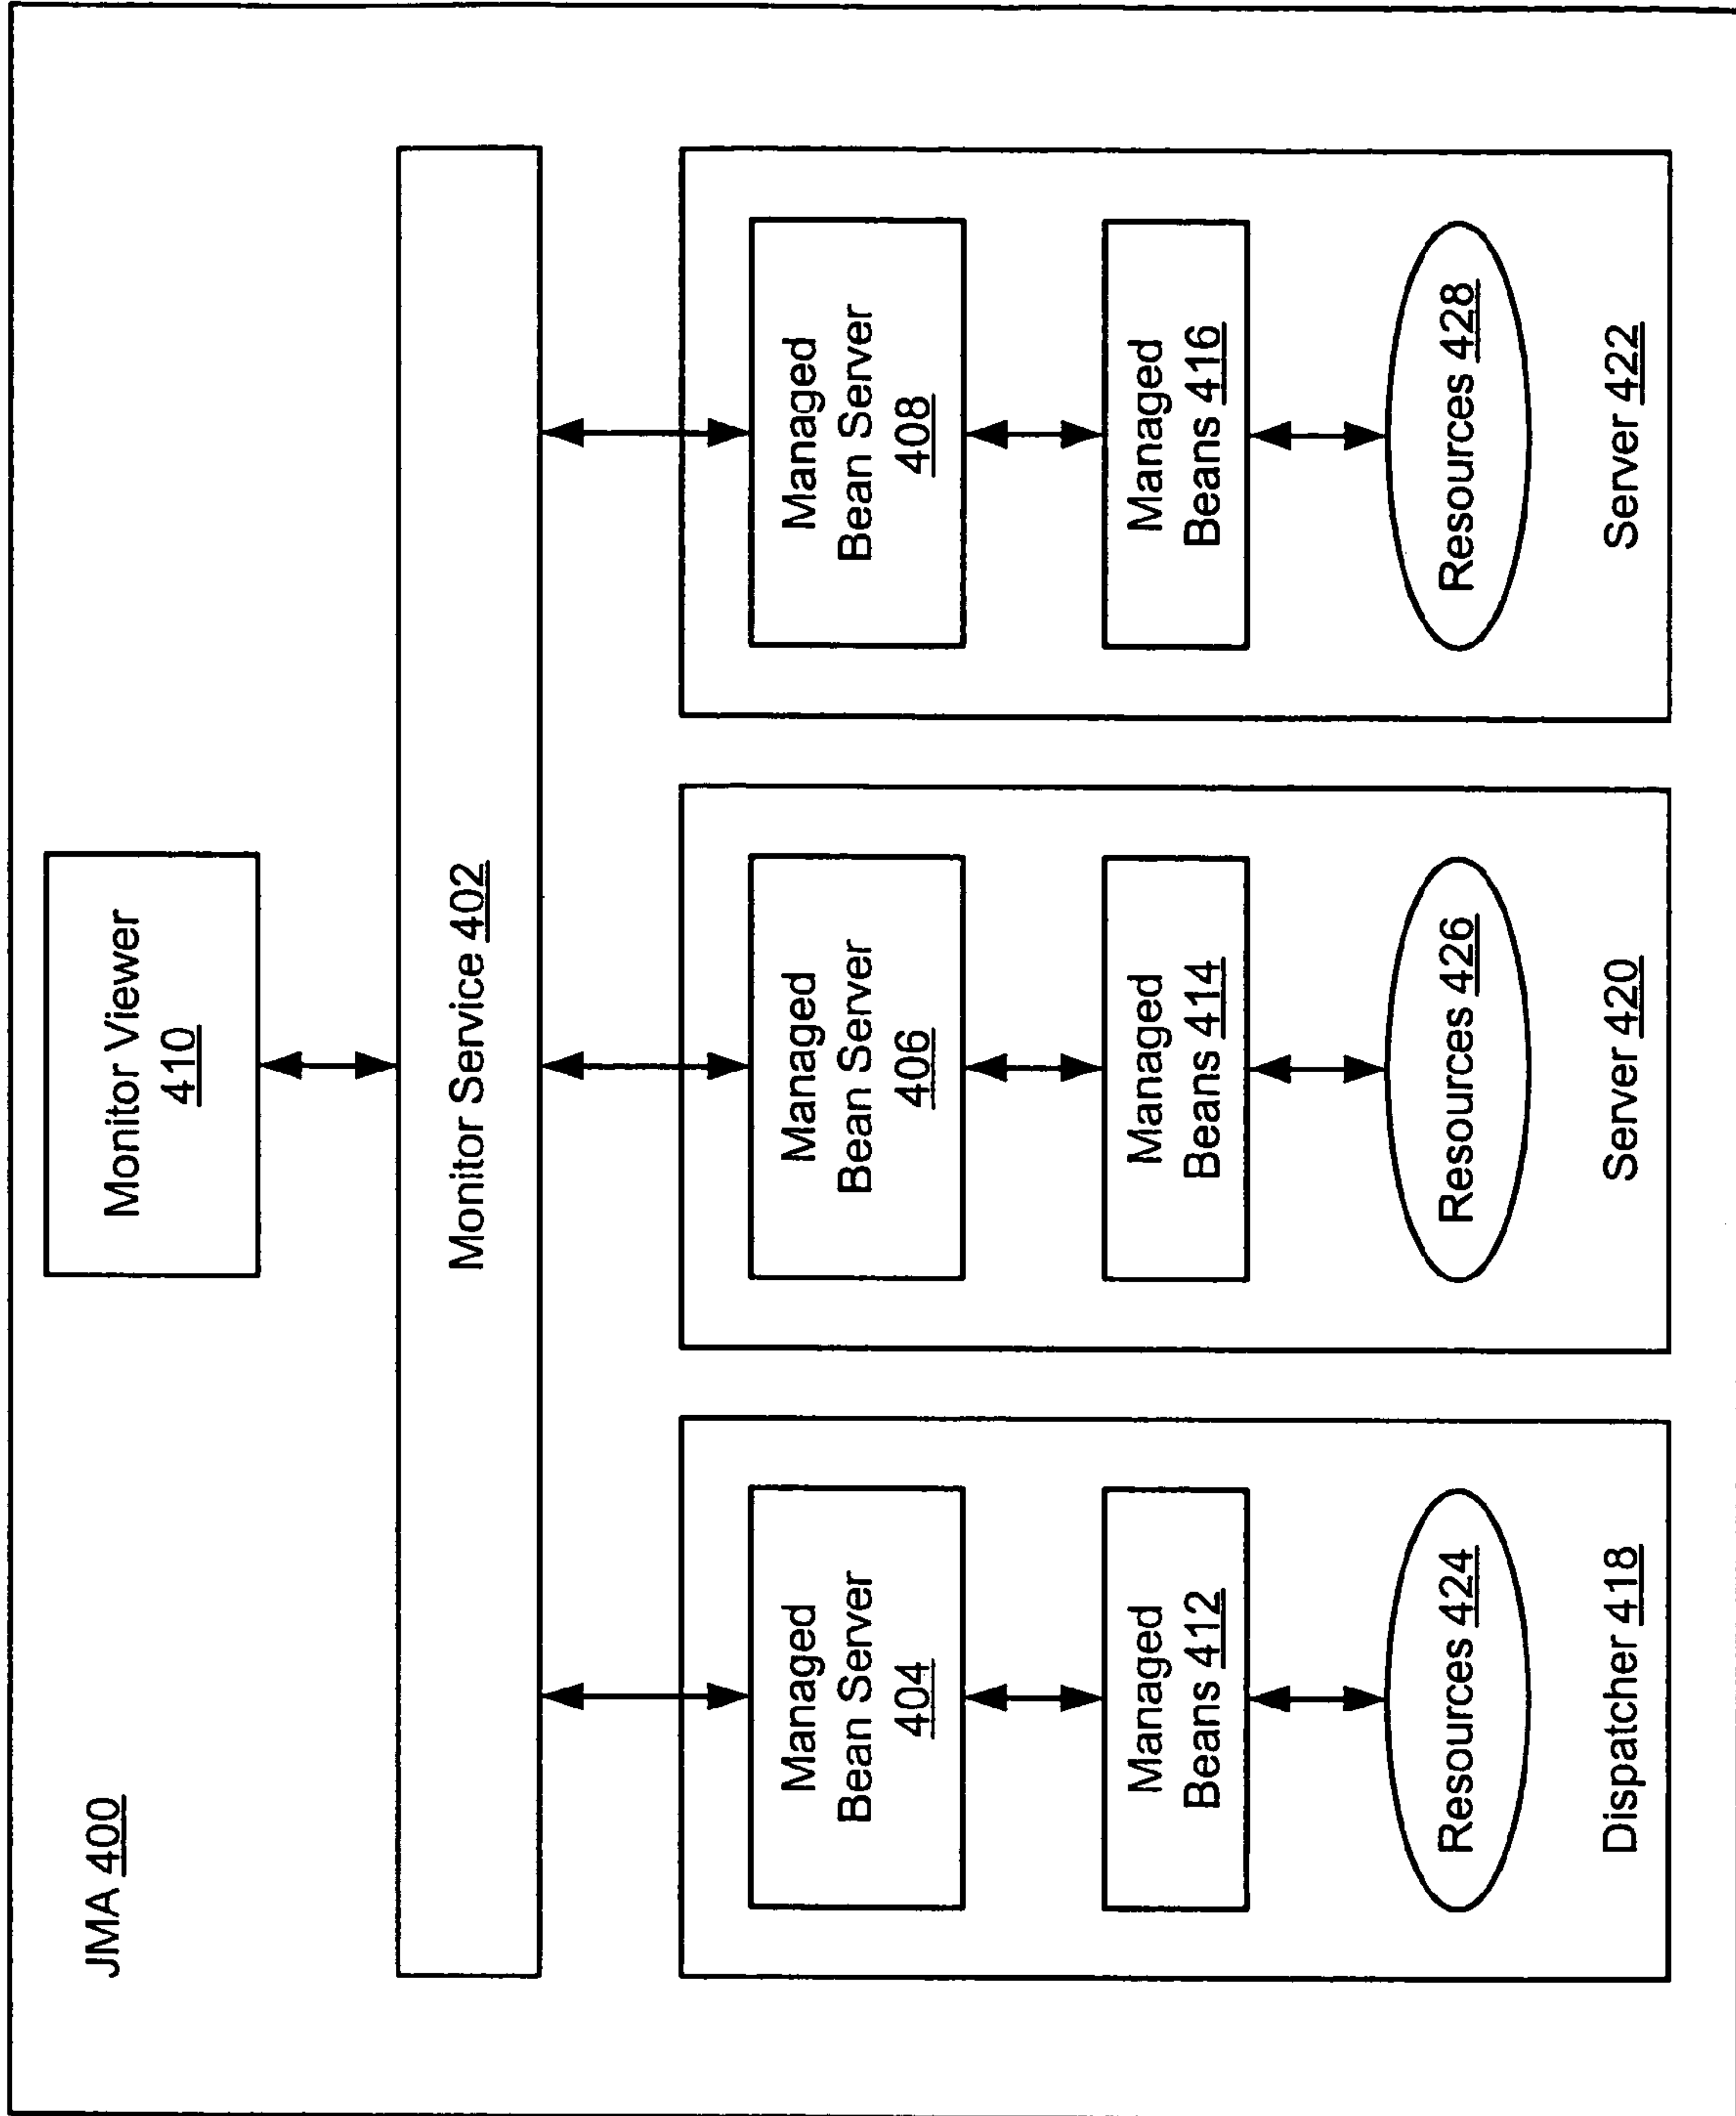 JMA 400
Monitor Viewer
410
Monitor Service 402
Managed
Bean Server
404
Managed
Beans 412
Resources 424
Dispatcher 418
Managed
Bean Server
406
Managed
Beans 414
Resources 426
Server 420
Managed
Bean Server
408
Managed
Beans 416
Resources 428
Server 422